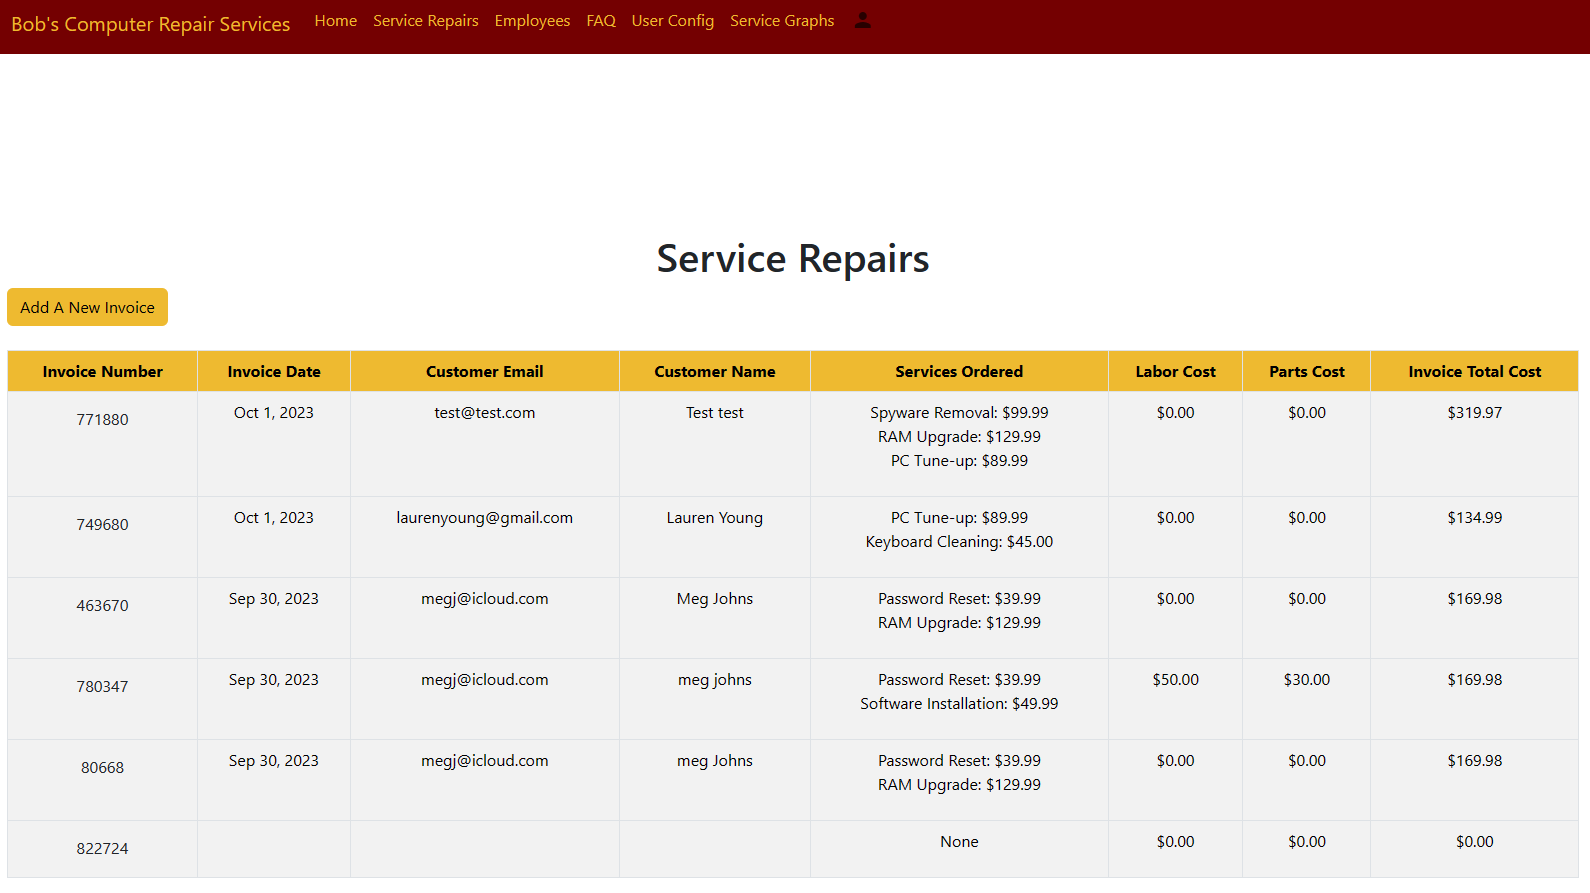 Bob's Computer Repair Services Home Service Repairs Employees FAQ User Config Service Graphs
Service Repairs
Add A New Invoice
Invoice Number Invoice Date Customer Email Customer Name Services Ordered Labor Cost Parts Cost Invoice Total Cost
771880 Oct 1, 2023 test@test.com Test test Spyware Removal: $99.99 $0.00 $0.00 $319.97
RAM Upgrade: $129.99
PC Tune-up: $89.99
749680 Oct 1, 2023 laurenyoung@gmail.com Lauren Young PC Tune-up: $89.99 $0.00 $0.00 $134.99
Keyboard Cleaning: $45.00
463670 Sep 30, 2023 megj@icloud.com Meg Johns Password Reset: $39.99 $0.00 $0.00 $169.98
RAM Upgrade: $129.99
780347 Sep 30, 2023 megj@icloud.com meg johns Password Reset: $39.99 $50.00 $30.00 $169.98
Software Installation: $49.99
80668 Sep 30, 2023 megj@icloud.com meg Johns Password Reset: $39.99 $0.00 $0.00 $169.98
RAM Upgrade: $129.99
822724 None $0.00 $0.00 $0.00